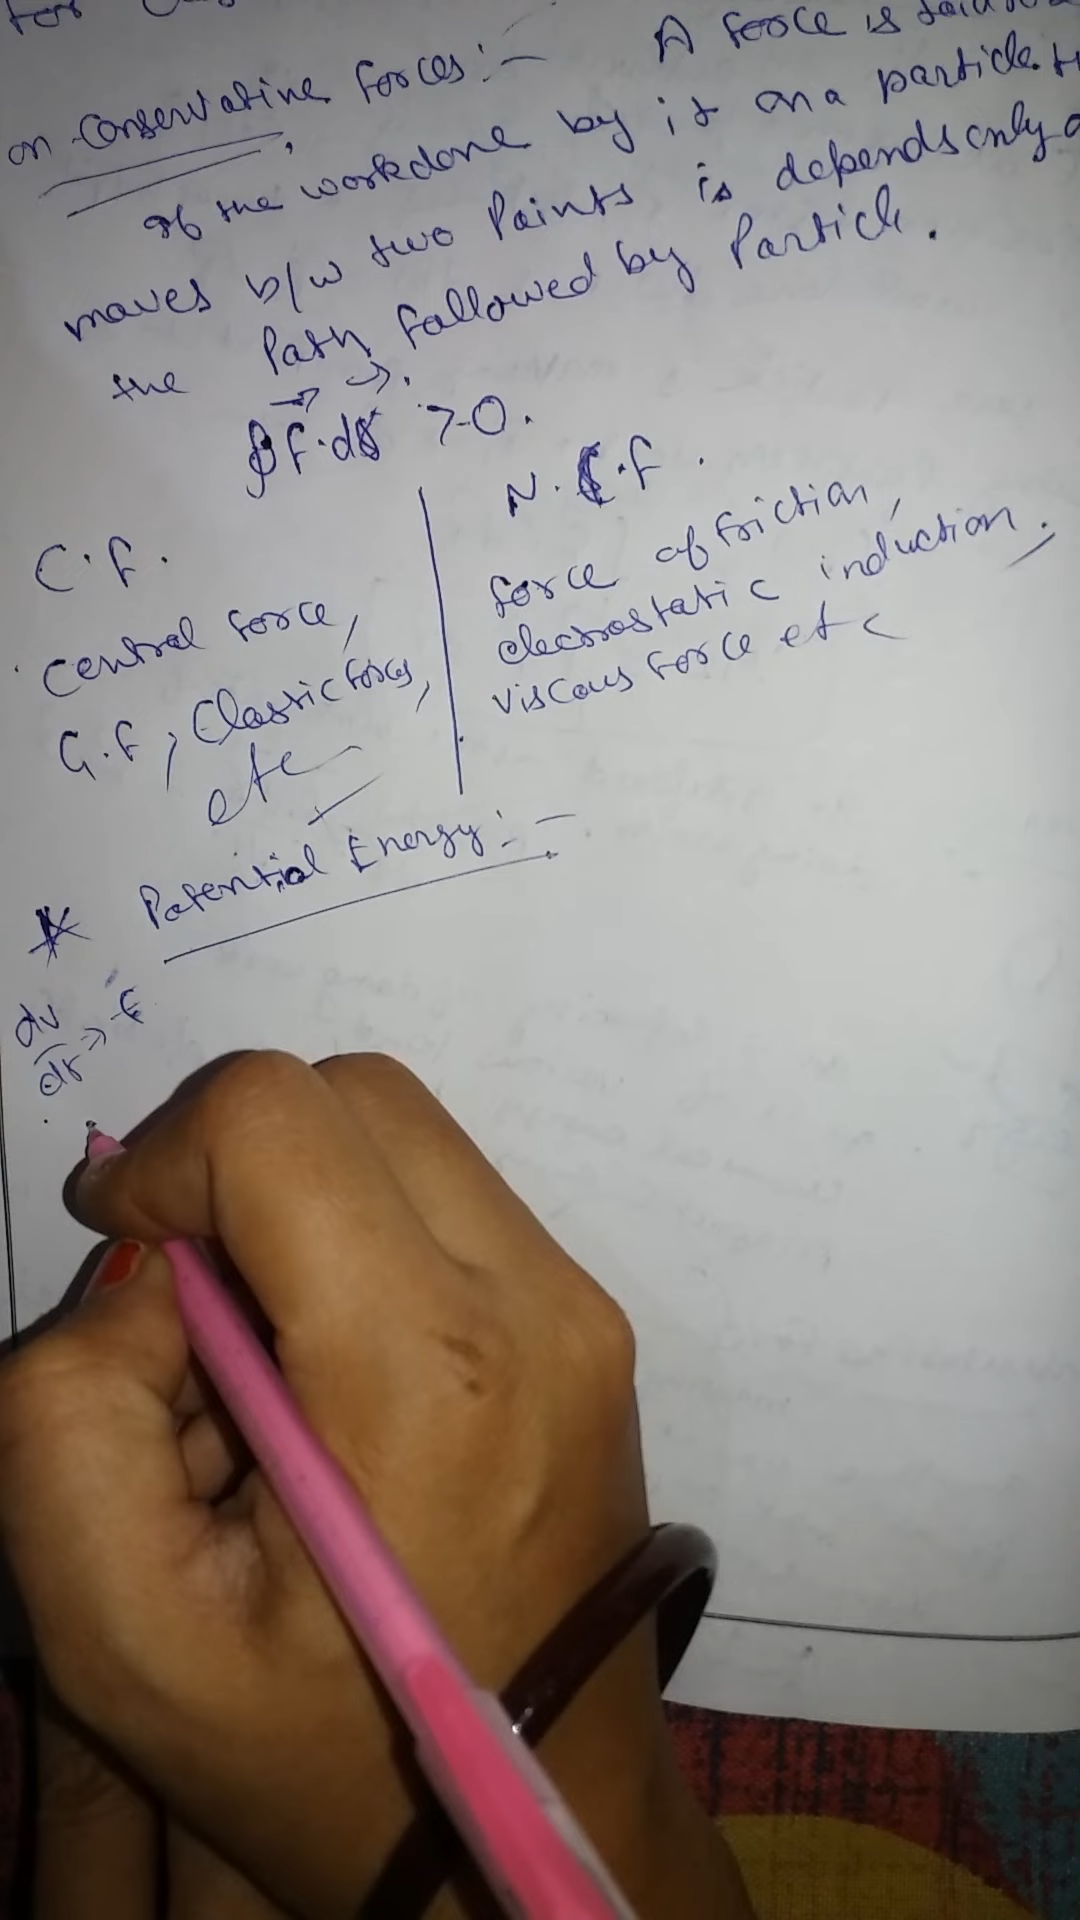 for
on conservative forces :- A force is said
If the workdone by it on a particle
moves b/w two Points is depends only
the Path followed by Particle.
∮F⃗.ds⃗ >0.
C.F.
N.C.F.
Central force,
G.F, Elastic forces,
etc
force of friction,
electrostatic induction,
viscous force etc
* Potential Energy :-
dv
dr